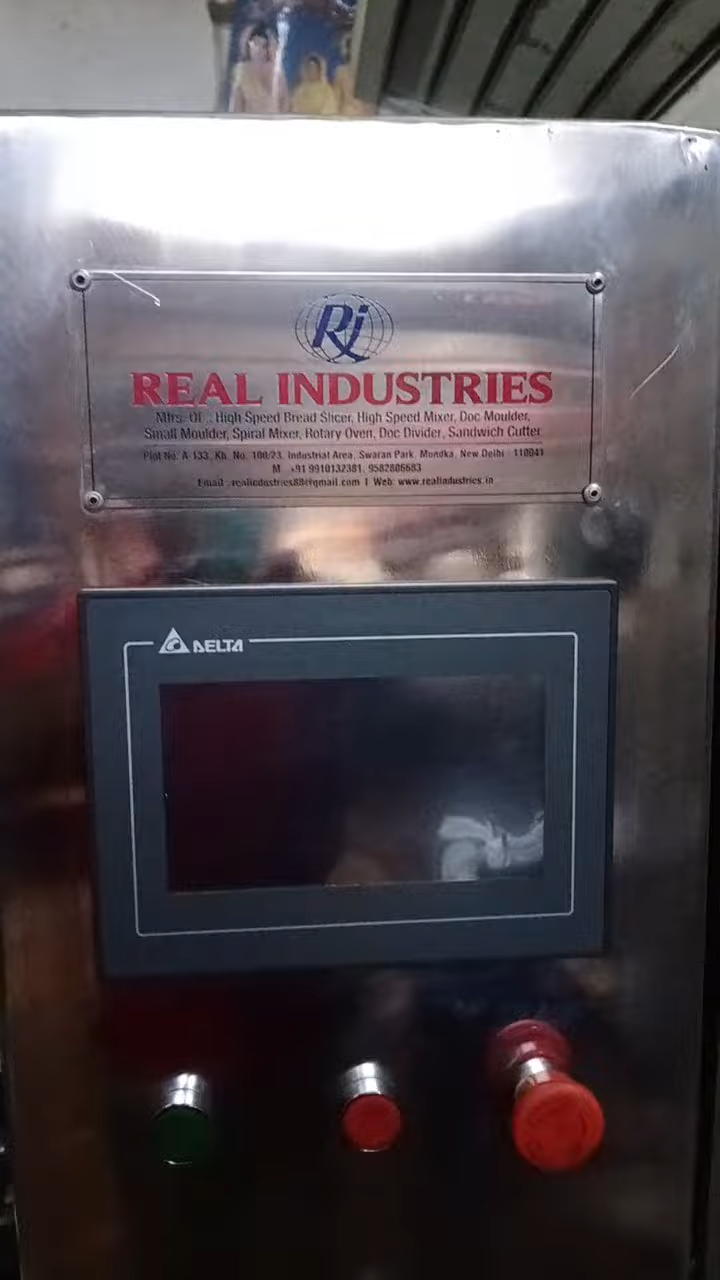 Ri
REAL INDUSTRIES
Mfrs. Of : High Speed Bread Slicer, High Speed Mixer, Doc Moulder,
Small Moulder, Spiral Mixer, Rotary Oven, Doc Divider, Sandwich Cutter
Plot No. A-133, Kh. No. 100/23, Industrial Area, Swaran Park, Mundka, New Delhi - 110041
M +91 9910132381, 9582806683
Email : realindustries88@gmail.com | Web: www.realindustries.in
DELTA